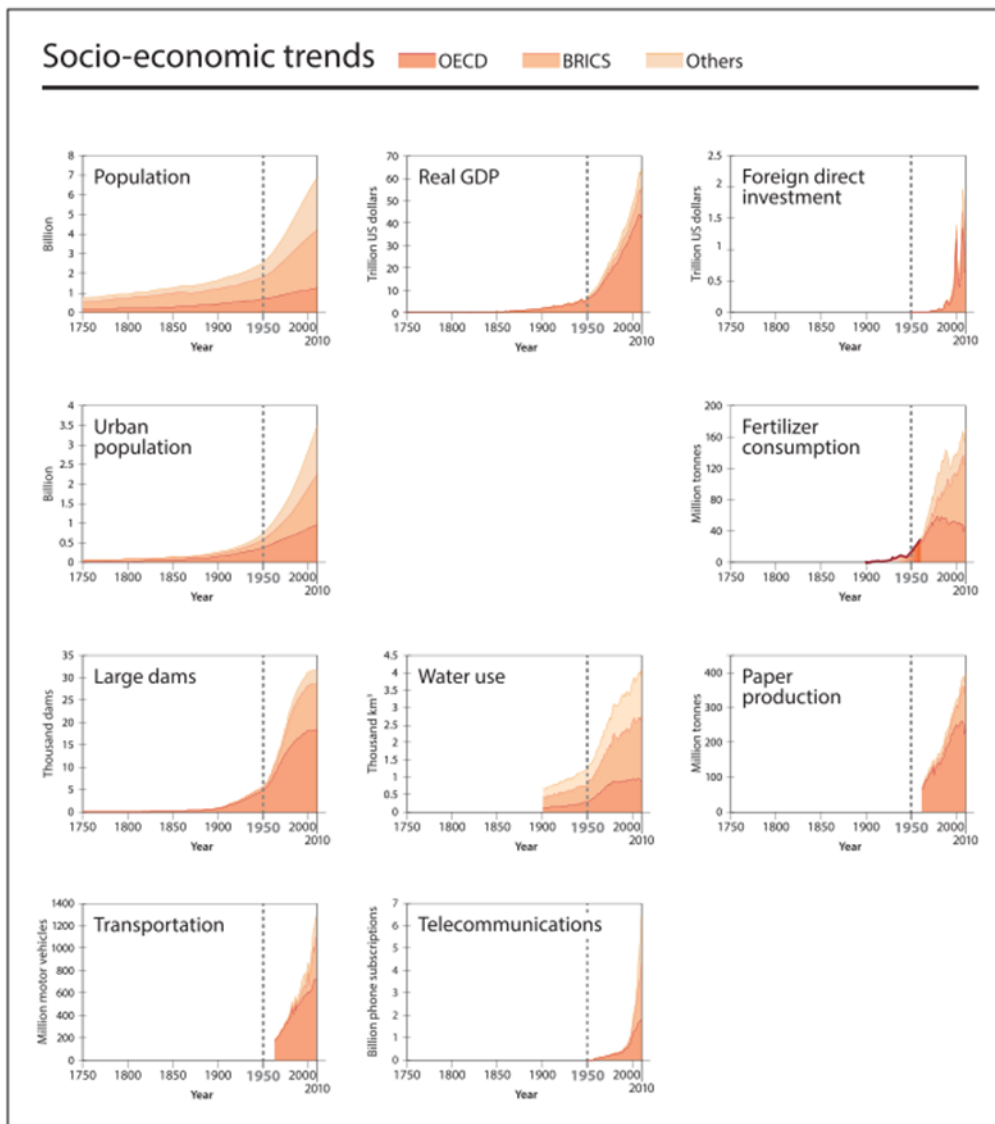 Socio-economic trends OECD BRICS Others
Population
Billion
8
7
6
5
4
3
2
1
0
1750 1800 1850 1900 1950 2000
2010
Year
Real GDP
Trillion US dollars
70
60
50
40
30
20
10
0
1750 1800 1850 1900 1950 2000
2010
Year
Foreign direct
investment
Trillion US dollars
2.5
2
1.5
1
0.5
0
1750 1800 1850 1900 1950 2000
2010
Year
Urban
population
Billion
4
3.5
3
2.5
2
1.5
1
0.5
0
1750 1800 1850 1900 1950 2000
2010
Year
Fertilizer
consumption
Million tonnes
200
160
120
80
40
0
1750 1800 1850 1900 1950 2000
2010
Year
Large dams
Thousand dams
35
30
25
20
15
10
5
0
1750 1800 1850 1900 1950 2000
2010
Year
Water use
Thousand km³
4.5
4
3.5
3
2.5
2
1.5
1
0.5
0
1750 1800 1850 1900 1950 2000
2010
Year
Paper
production
Million tonnes
400
300
200
100
0
1750 1800 1850 1900 1950 2000
2010
Year
Transportation
Million motor vehicles
1400
1200
1000
800
600
400
200
0
1750 1800 1850 1900 1950 2000
2010
Year
Telecommunications
Billion phone subscriptions
7
6
5
4
3
2
1
0
1750 1800 1850 1900 1950 2000
2010
Year